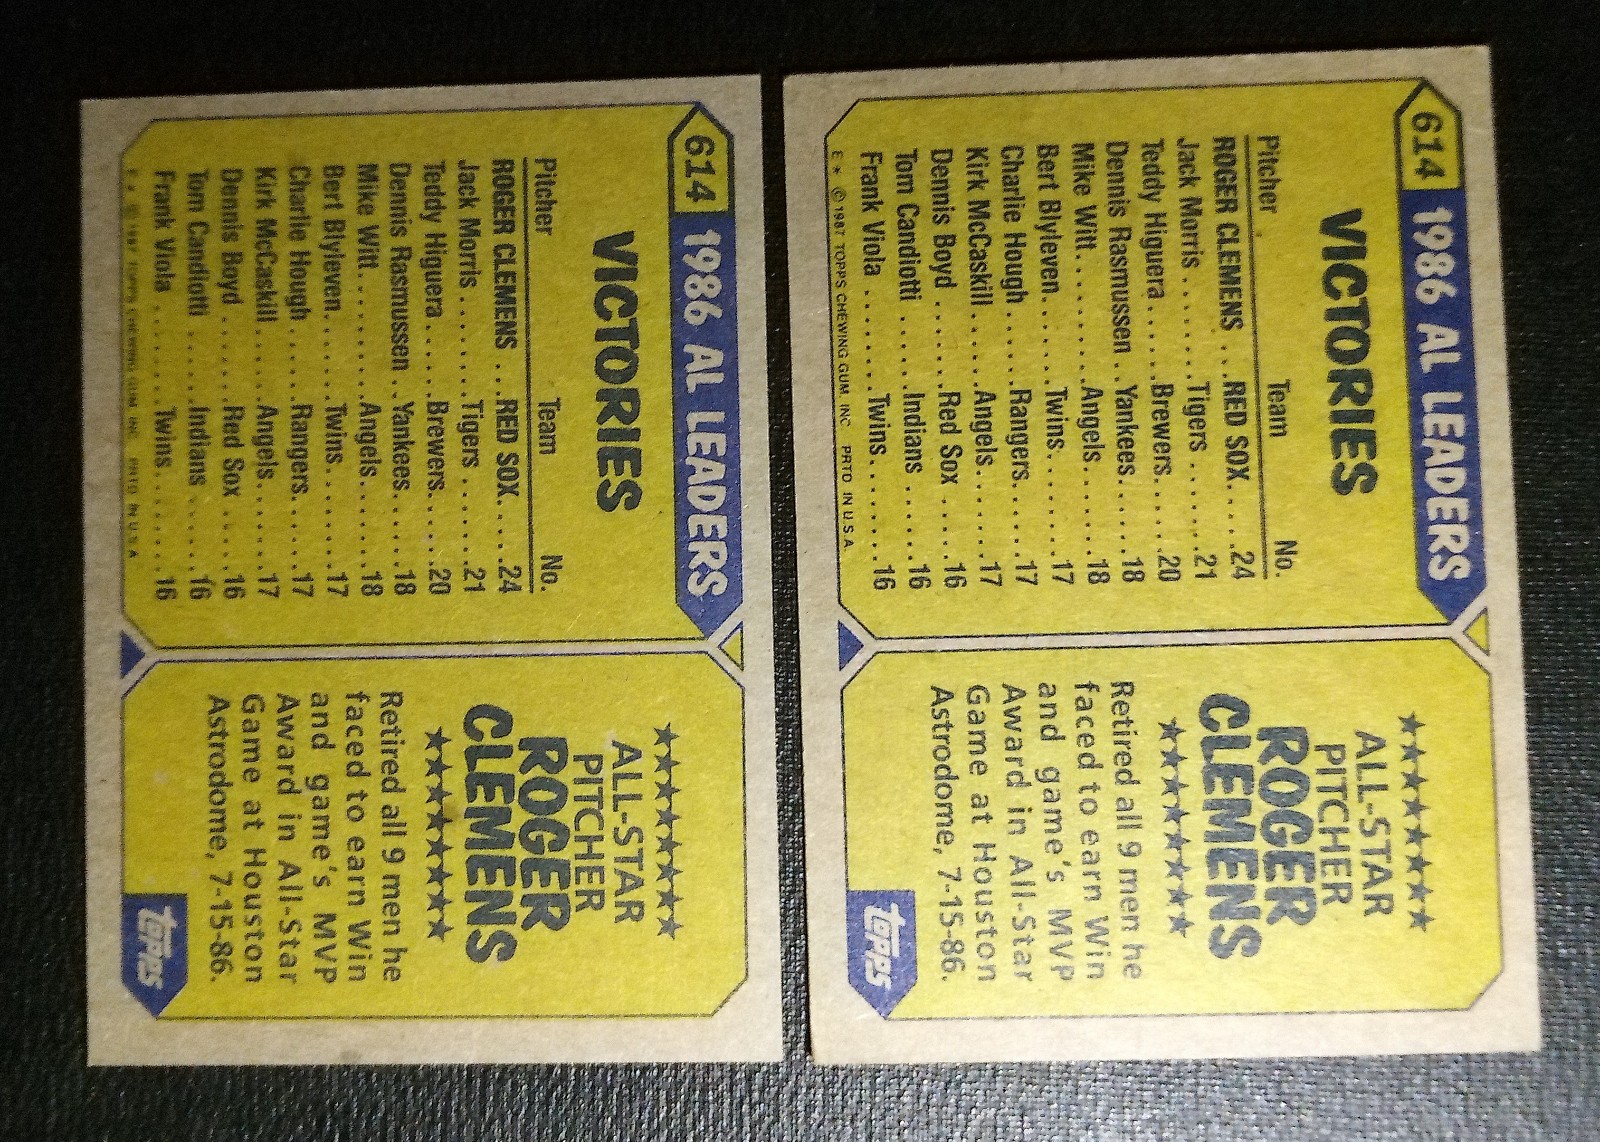 614 1986 AL LEADERS
VICTORIES
Pitcher Team No.
ROGER CLEMENS ...RED SOX....24
Jack Morris ........Tigers .......21
Teddy Higuera ......Brewers.....20
Dennis Rasmussen ..Yankees.....18
Mike Witt..........Angels.......18
Bert Blyleven.......Twins........17
Charlie Hough .....Rangers.....17
Kirk McCaskill......Angels.......17
Dennis Boyd .......Red Sox .....16
Tom Candiotti ......Indians ......16
Frank Viola .........Twins........16
E * © 1987 TOPPS CHEWING GUM, INC. PRTD. IN U.S.A.
ALL-STAR
PITCHER
ROGER
CLEMENS
Retired all 9 men he
faced to earn Win
and game's MVP
Award in All-Star
Game at Houston
Astrodome, 7-15-86.
topps
614 1986 AL LEADERS
VICTORIES
Pitcher Team No.
ROGER CLEMENS ...RED SOX....24
Jack Morris ........Tigers .......21
Teddy Higuera ......Brewers.....20
Dennis Rasmussen ..Yankees.....18
Mike Witt..........Angels.......18
Bert Blyleven.......Twins........17
Charlie Hough .....Rangers.....17
Kirk McCaskill......Angels.......17
Dennis Boyd .......Red Sox .....16
Tom Candiotti ......Indians ......16
Frank Viola .........Twins........16
E * © 1987 TOPPS CHEWING GUM, INC. PRTD. IN U.S.A.
ALL-STAR
PITCHER
ROGER
CLEMENS
Retired all 9 men he
faced to earn Win
and game's MVP
Award in All-Star
Game at Houston
Astrodome, 7-15-86.
topps